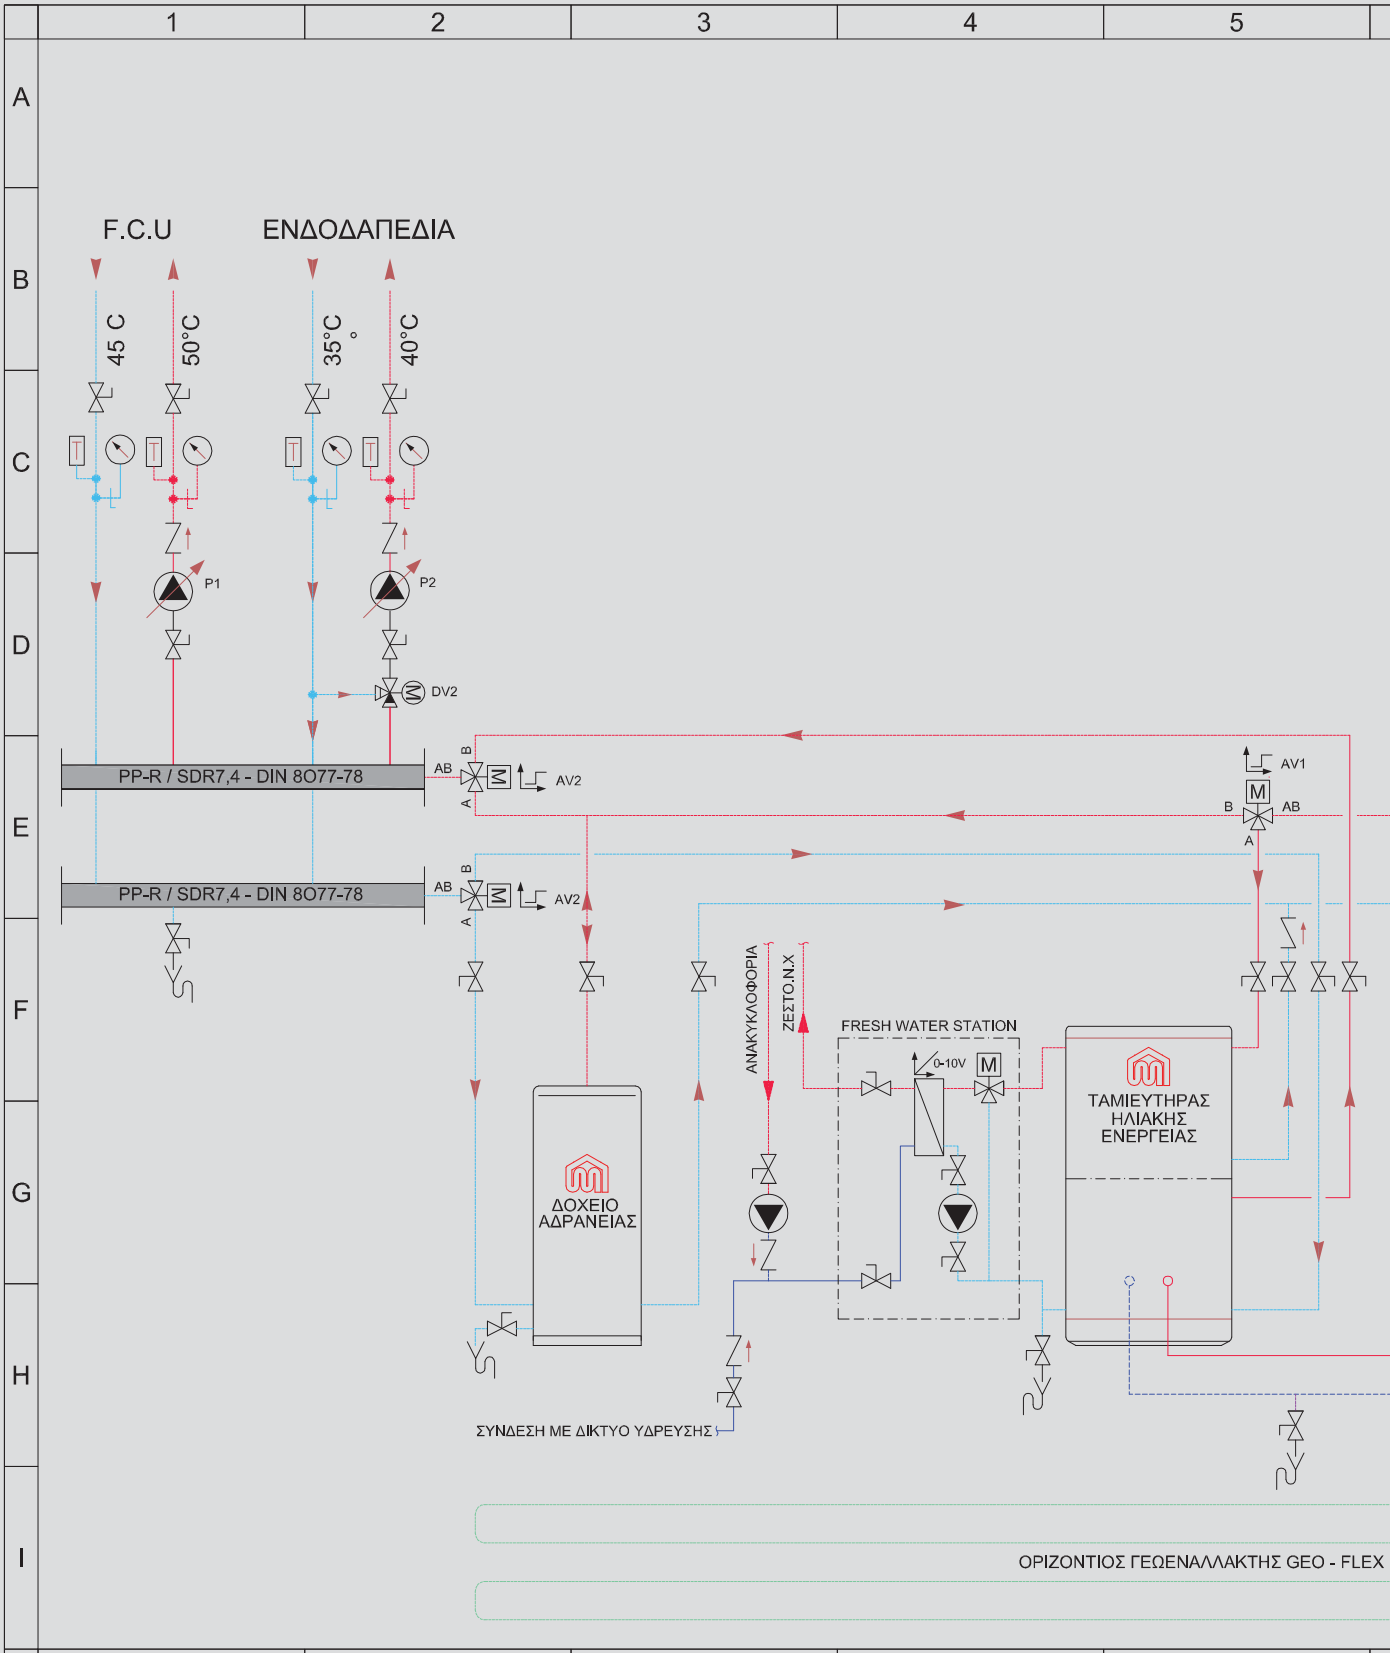 1 2 3 4 5
A
B
C
D
E
F
G
H
I
F.C.U
ΕΝΔΟΔΑΠΕΔΙΑ
45 C
50°C
35°C
°
40°C
T
T
T
T
P1
P2
M
DV2
PP-R / SDR7,4 - DIN 8O77-78
AB
B
A
M
AV2
PP-R / SDR7,4 - DIN 8O77-78
AB
B
A
M
AV2
AV1
M
B
AB
A
ΑΝΑΚΥΚΛΟΦΟΡΙΑ
ΖΕΣΤΟ.Ν.Χ
FRESH WATER STATION
0-10V
M
ΤΑΜΙΕΥΤΗΡΑΣ
ΗΛΙΑΚΗΣ
ΕΝΕΡΓΕΙΑΣ
ΔΟΧΕΙΟ
ΑΔΡΑΝΕΙΑΣ
ΣΥΝΔΕΣΗ ΜΕ ΔΙΚΤΥΟ ΥΔΡΕΥΣΗΣ
ΟΡΙΖΟΝΤΙΟΣ ΓΕΩΕΝΑΛΛΑΚΤΗΣ GEO - FLEX